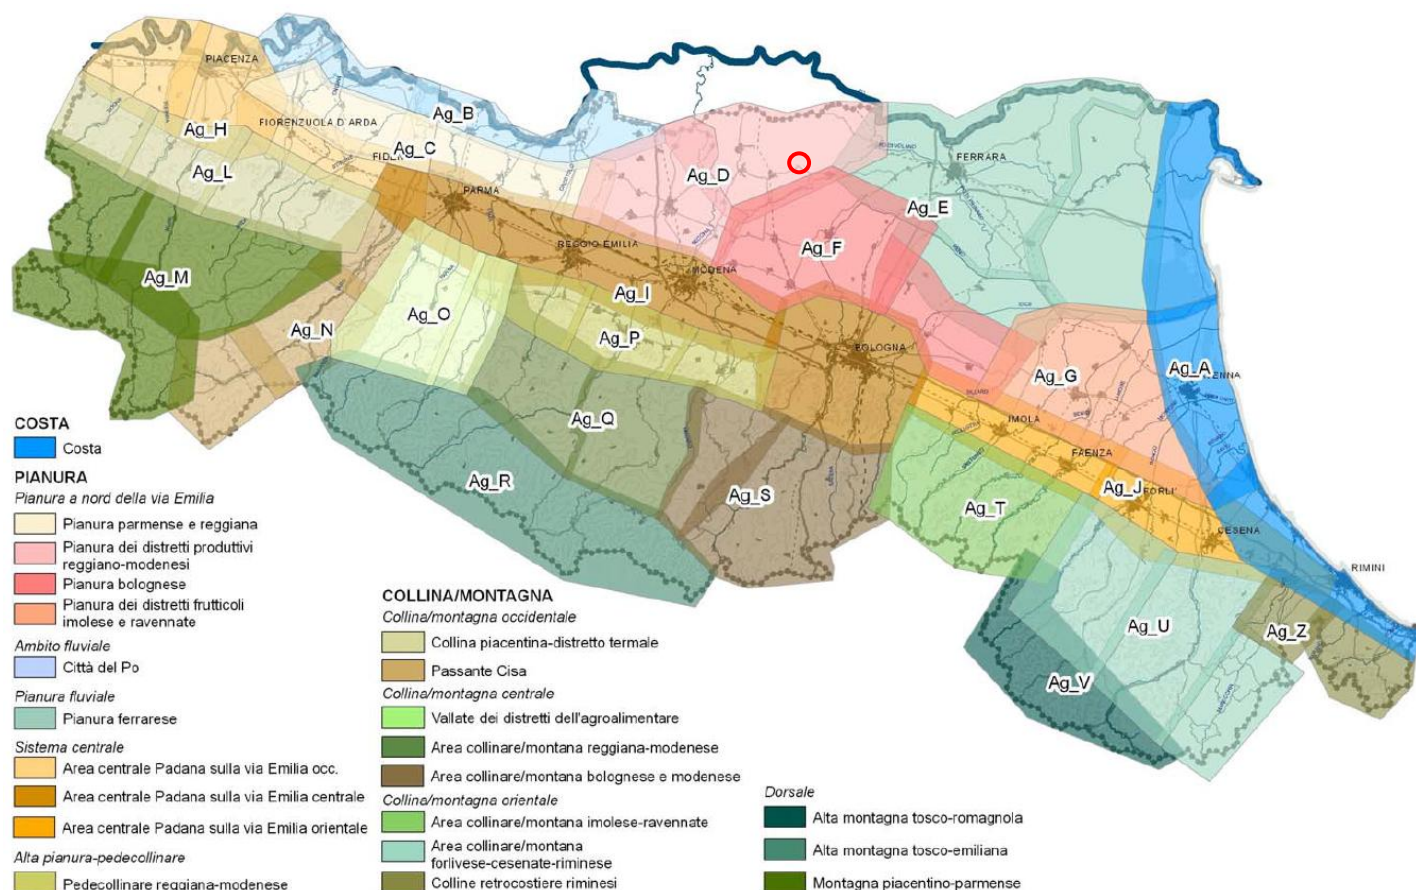 PIACENZA
Ag_B
Ag_H
FIORENZUOLA D'ARDA
Ag_C
Ag_L
PARMA
Ag_D
FERRARA
Ag_E
Ag_F
REGGIO EMILIA
MODENA
Ag_M
Ag_I
Ag_O
Ag_N
Ag_P
BOLOGNA
Ag_G
Ag_A
Ag_Q
IMOLA
FAENZA
Ag_R
Ag_S
Ag_T
Ag_J
FORLI'
CESENA
RIMINI
Ag_U
Ag_Z
Ag_V
COSTA
Costa
PIANURA
Pianura a nord della via Emilia
Pianura parmense e reggiana
Pianura dei distretti produttivi
reggiano-modenesi
Pianura bolognese
Pianura dei distretti frutticoli
imolese e ravennate
Ambito fluviale
Città del Po
Pianura fluviale
Pianura ferrarese
Sistema centrale
Area centrale Padana sulla via Emilia occ.
Area centrale Padana sulla via Emilia centrale
Area centrale Padana sulla via Emilia orientale
Alta pianura-pedecollinare
Pedecollinare reggiana-modenese
COLLINA/MONTAGNA
Collina/montagna occidentale
Collina piacentina-distretto termale
Passante Cisa
Collina/montagna centrale
Vallate dei distretti dell'agroalimentare
Area collinare/montana reggiana-modenese
Area collinare/montana bolognese e modenese
Collina/montagna orientale
Area collinare/montana imolese-ravennate
Area collinare/montana
forlivese-cesenate-riminese
Colline retrocostiere riminesi
Dorsale
Alta montagna tosco-romagnola
Alta montagna tosco-emiliana
Montagna piacentino-parmense